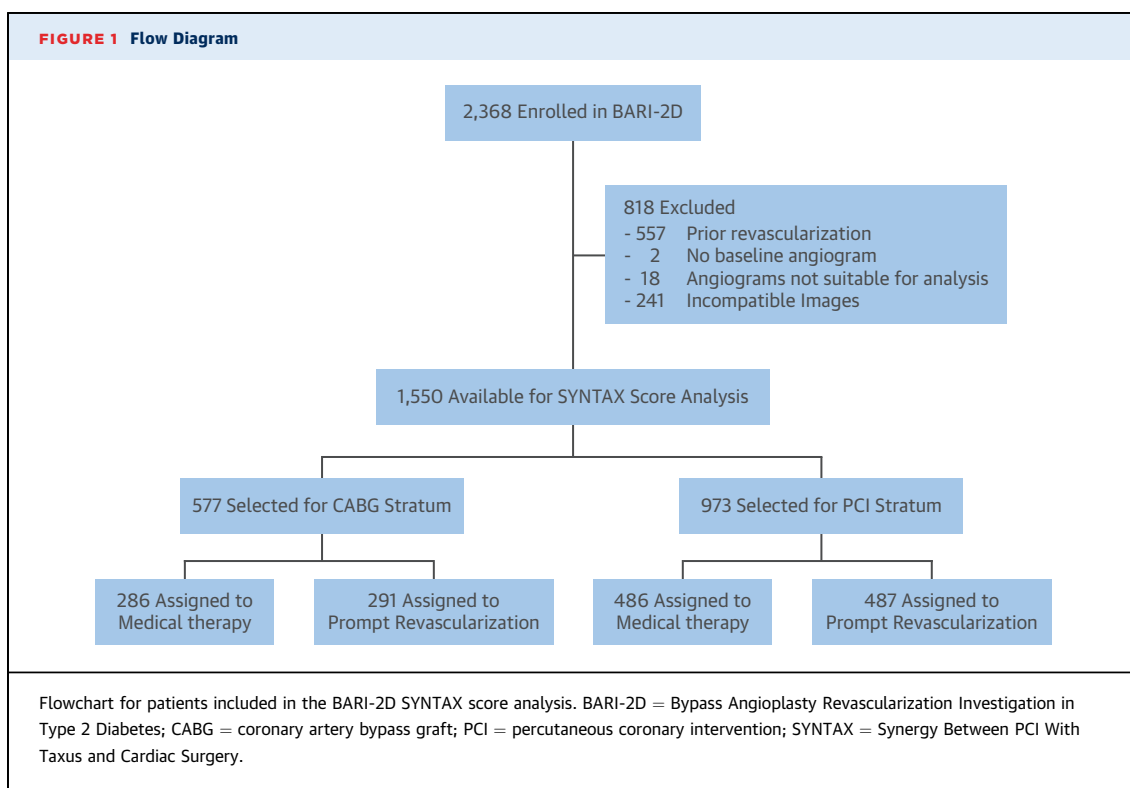 FIGURE 1 Flow Diagram
2,368 Enrolled in BARI-2D
818 Excluded
- 557 Prior revascularization
- 2 No baseline angiogram
- 18 Angiograms not suitable for analysis
- 241 Incompatible Images
1,550 Available for SYNTAX Score Analysis
577 Selected for CABG Stratum
973 Selected for PCI Stratum
286 Assigned to
Medical therapy
291 Assigned to
Prompt Revascularization
486 Assigned to
Medical therapy
487 Assigned to
Prompt Revascularization
Flowchart for patients included in the BARI-2D SYNTAX score analysis. BARI-2D = Bypass Angioplasty Revascularization Investigation in
Type 2 Diabetes; CABG = coronary artery bypass graft; PCI = percutaneous coronary intervention; SYNTAX = Synergy Between PCI With
Taxus and Cardiac Surgery.